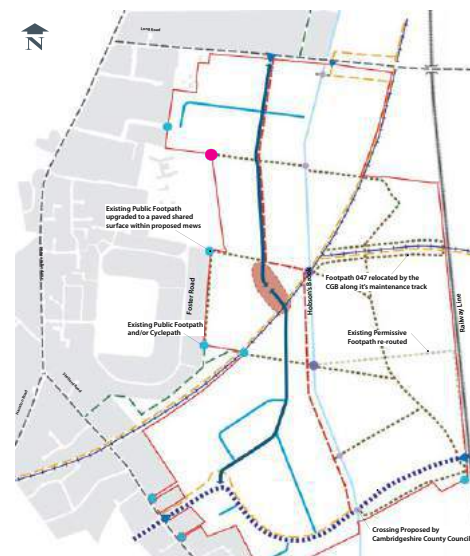 N
Long Road
Existing Public Footpath
upgraded to a paved shared
surface within proposed mews
Foster Road
Hobson's Brook
Footpath 047 relocated by the
CGB along it's maintenance track
Railway Line
Existing Public Footpath
and/or Cyclepath
Existing Permissive
Footpath re-routed
Crossing Proposed by
Cambridgeshire County Council